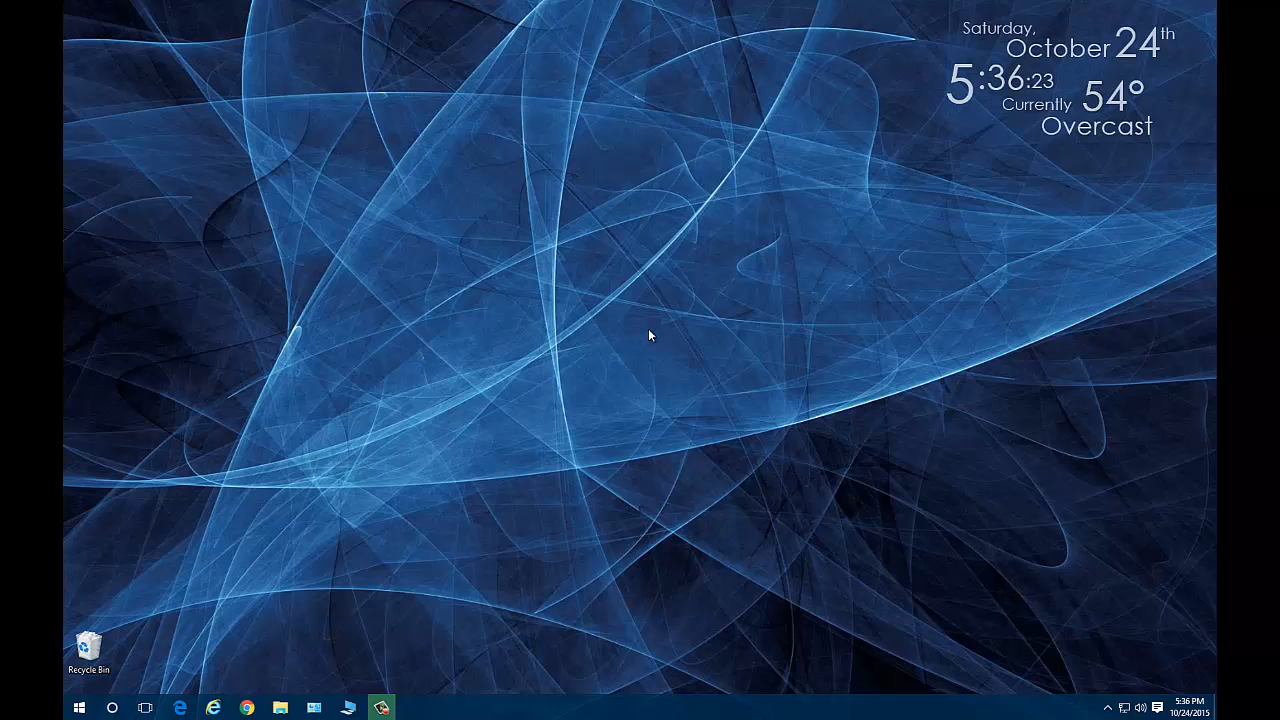 Saturday,
October 24th
5:36:23
Currently 54°
Overcast
Recycle Bin
5:36 PM
10/24/2015